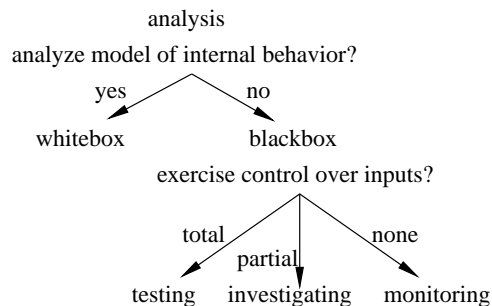 analysis
analyze model of internal behavior?
yes no
whitebox blackbox
exercise control over inputs?
total partial none
testing investigating monitoring